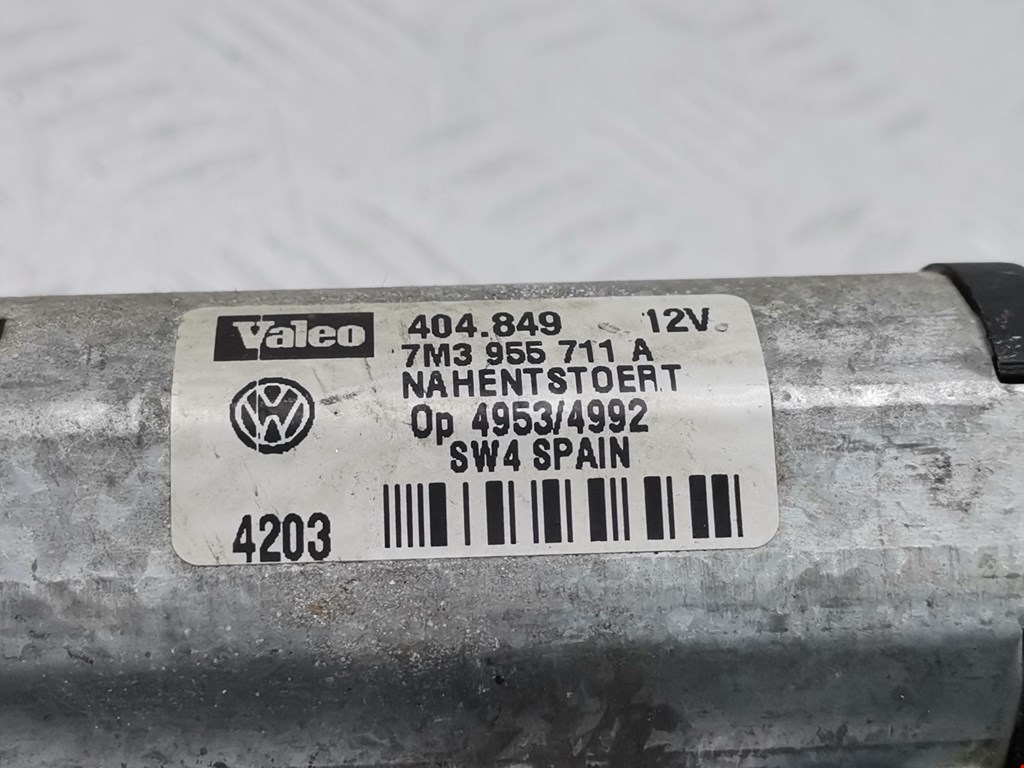 Valeo 404.849 12V
7M3 955 711 A
NAHENTSTOERT
Op 4953/4992
SW4 SPAIN
4203